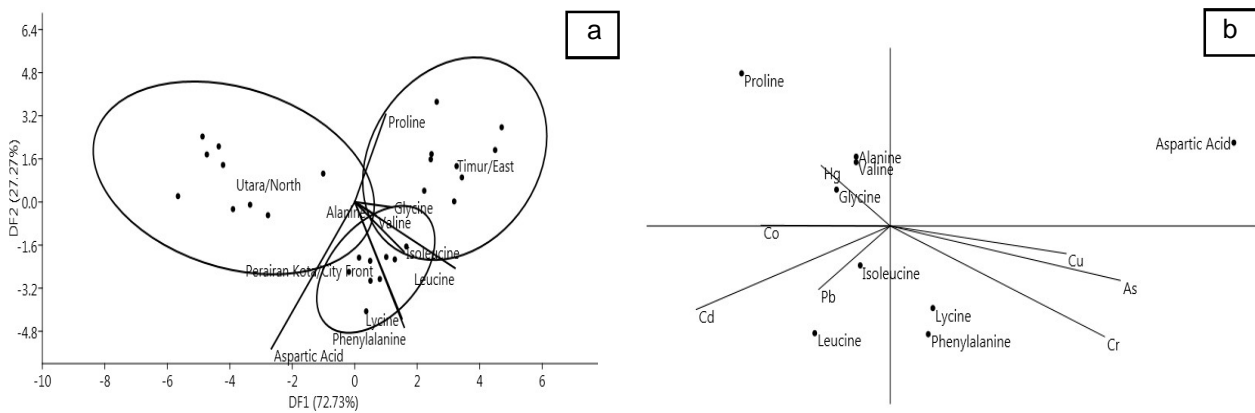 a
6.4
4.8
3.2
1.6
0.0
-1.6
-3.2
-4.8
DF2 (27.27%)
Proline
Timur/East
Utara/North
Alanine
Glycine
Valine
Isoleucine
Leucine
Perairan Kota/City Front
Lycine
Phenylalanine
Aspartic Acid
-10
-8
-6
-4
-2
0
2
4
6
DF1 (72.73%)
b
Proline
Aspartic Acid
Alanine
Valine
Hg
Glycine
Co
Cu
Isoleucine
As
Pb
Cd
Lycine
Leucine
Phenylalanine
Cr